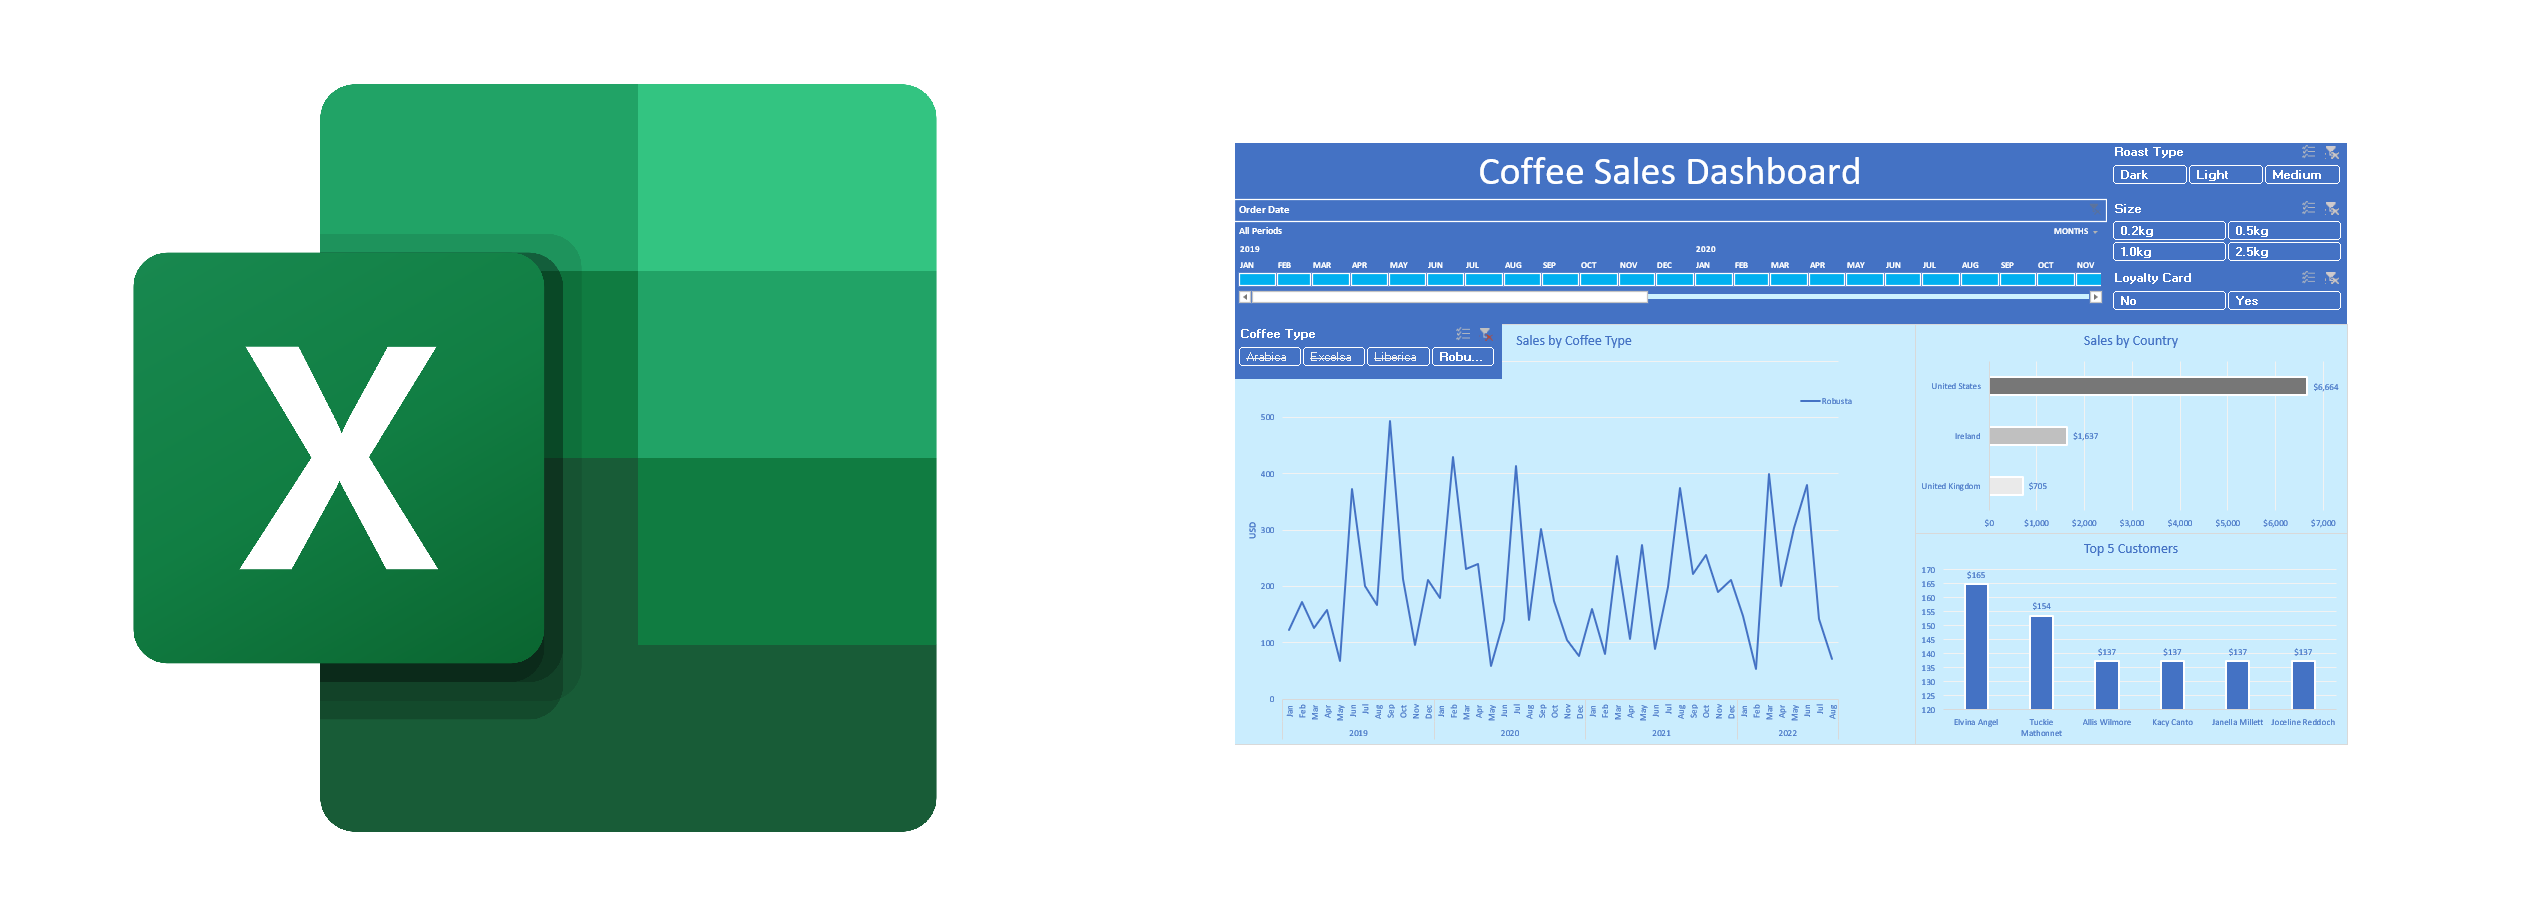 X
Coffee Sales Dashboard
Order Date
All Periods
MONTHS
2019 2020
JAN FEB MAR APR MAY JUN JUL AUG SEP OCT NOV DEC JAN FEB MAR APR MAY JUN JUL AUG SEP OCT NOV
Roast Type
Dark Light Medium
Size
0.2kg 0.5kg
1.0kg 2.5kg
Loyalty Card
No Yes
Coffee Type
Arabica Excelsa Liberica Robu...
Sales by Coffee Type
Robusta
USD
500
400
300
200
100
0
Jan Feb Mar Apr May Jun Jul Aug Sep Oct Nov Dec Jan Feb Mar Apr May Jun Jul Aug Sep Oct Nov Dec Jan Feb Mar Apr May Jun Jul Aug Sep Oct Nov Dec Jan Feb Mar Apr May Jun Jul Aug
2019 2020 2021 2022
Sales by Country
United States $6,664
Ireland $1,637
United Kingdom $705
$0 $1,000 $2,000 $3,000 $4,000 $5,000 $6,000 $7,000
Top 5 Customers
170
165
160
155
150
145
140
135
130
125
120
$165 $154 $137 $137 $137 $137
Elvina Angel Tuckie Mathonnet Allis Wilmore Kacy Canto Janella Millett Joceline Reddoch